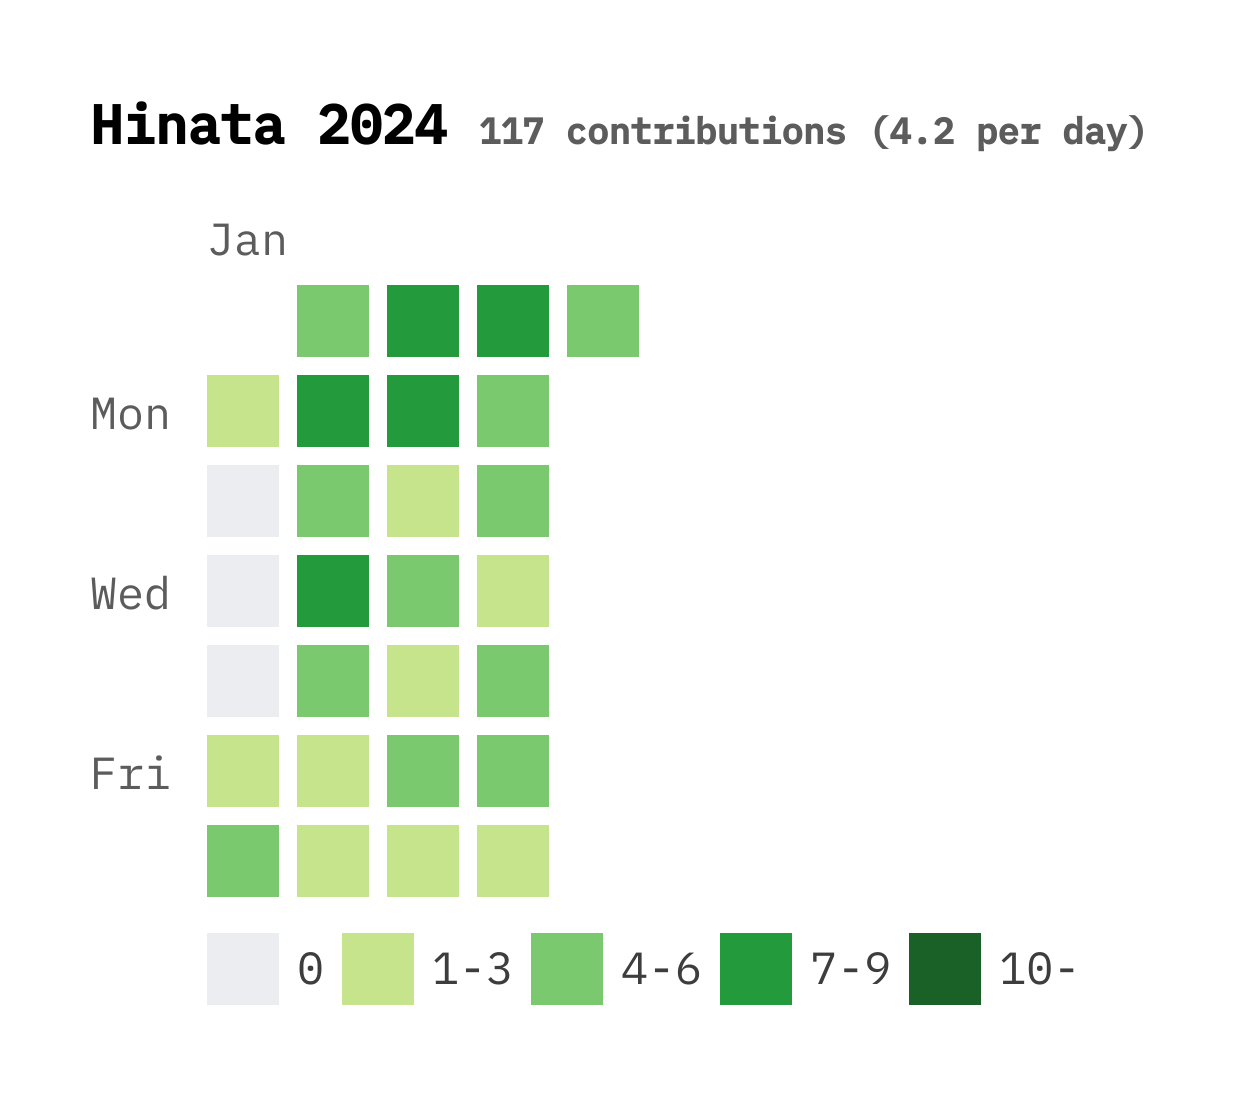 Hinata 2024 117 contributions (4.2 per day)
Jan
Mon
Wed
Fri
0 1-3 4-6 7-9 10-